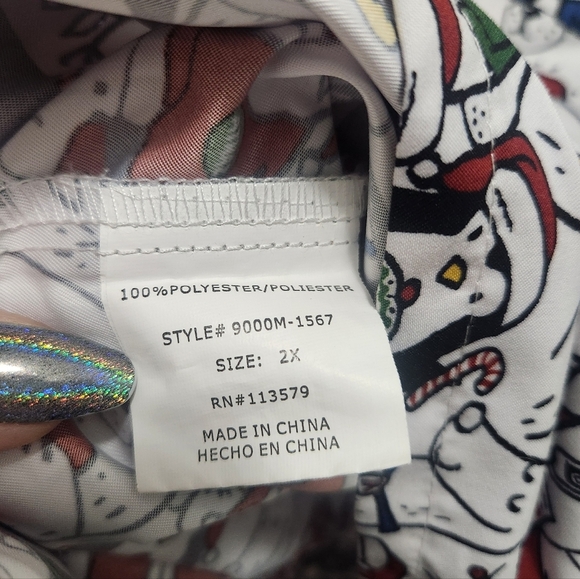 100%POLYESTER/POLIESTER
STYLE# 9000M-1567
SIZE: 2X
RN#113579
MADE IN CHINA
HECHO EN CHINA